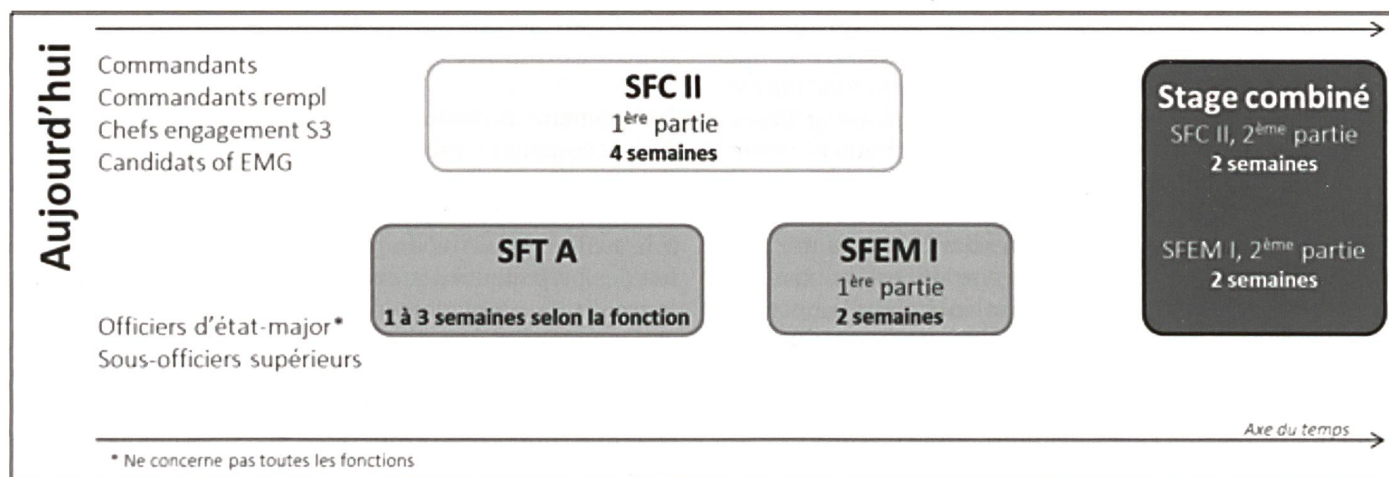 Aujourd'hui
Commandants
Commandants rempl
Chefs engagement S3
Candidats of EMG
SFC II
1ère partie
4 semaines
Stage combiné
SFC II, 2ème partie
2 semaines
SFEM I, 2ème partie
2 semaines
SFT A
1 à 3 semaines selon la fonction
SFEM I
1ère partie
2 semaines
Officiers d'état-major*
Sous-officiers supérieurs
Axe du temps
* Ne concerne pas toutes les fonctions